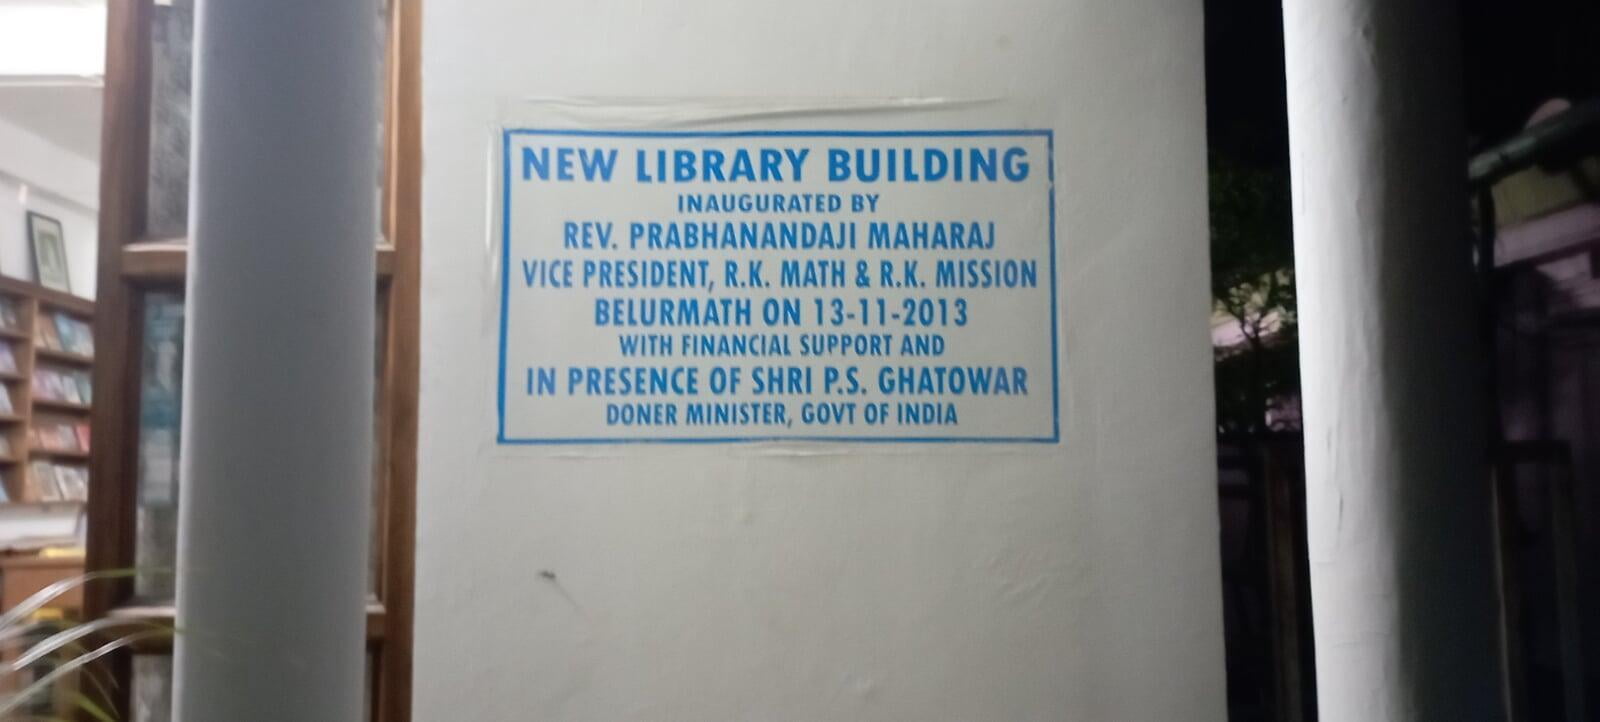 NEW LIBRARY BUILDING
INAUGURATED BY
REV. PRABHANANDAJI MAHARAJ
VICE PRESIDENT, R.K. MATH & R.K. MISSION
BELURMATH ON 13-11-2013
WITH FINANCIAL SUPPORT AND
IN PRESENCE OF SHRI P.S. GHATOWAR
DONER MINISTER, GOVT OF INDIA